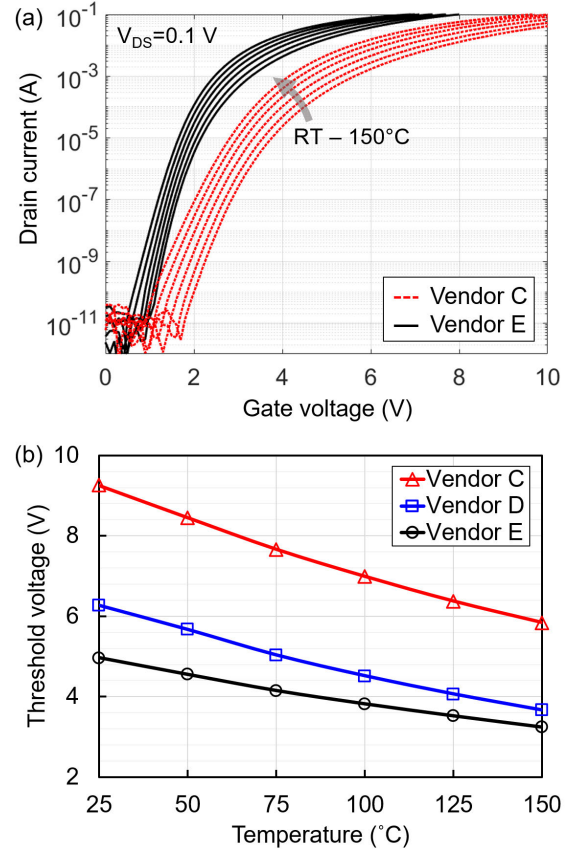 (a)
V_DS=0.1 V
RT – 150°C
Drain current (A)
10^-1
10^-3
10^-5
10^-7
10^-9
10^-11
Vendor C
Vendor E
0 2 4 6 8 10
Gate voltage (V)
(b)
Threshold voltage (V)
10
8
6
4
2
Vendor C
Vendor D
Vendor E
25 50 75 100 125 150
Temperature (˚C)